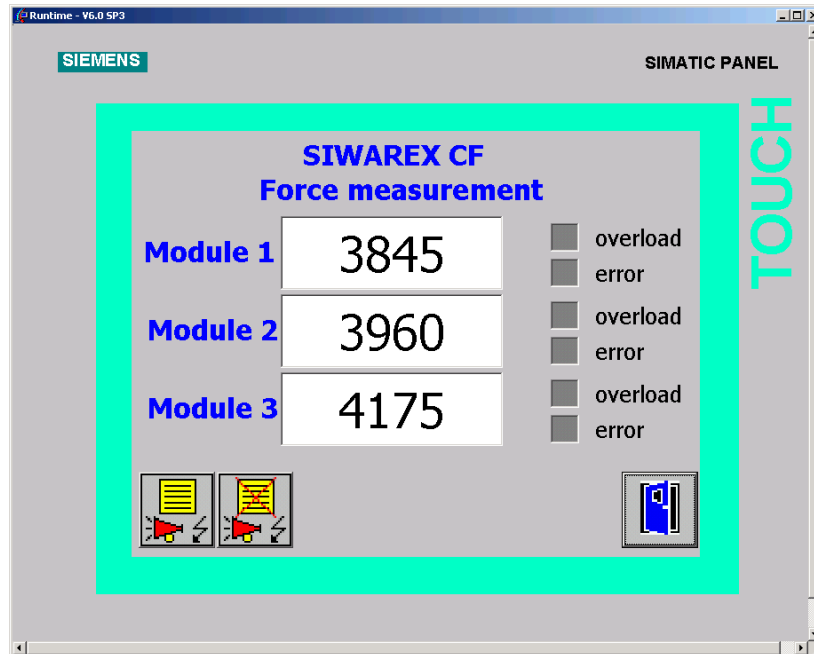 Runtime - V6.0 SP3
SIEMENS
SIMATIC PANEL
TOUCH
SIWAREX CF
Force measurement
Module 1
3845
overload
error
Module 2
3960
overload
error
Module 3
4175
overload
error